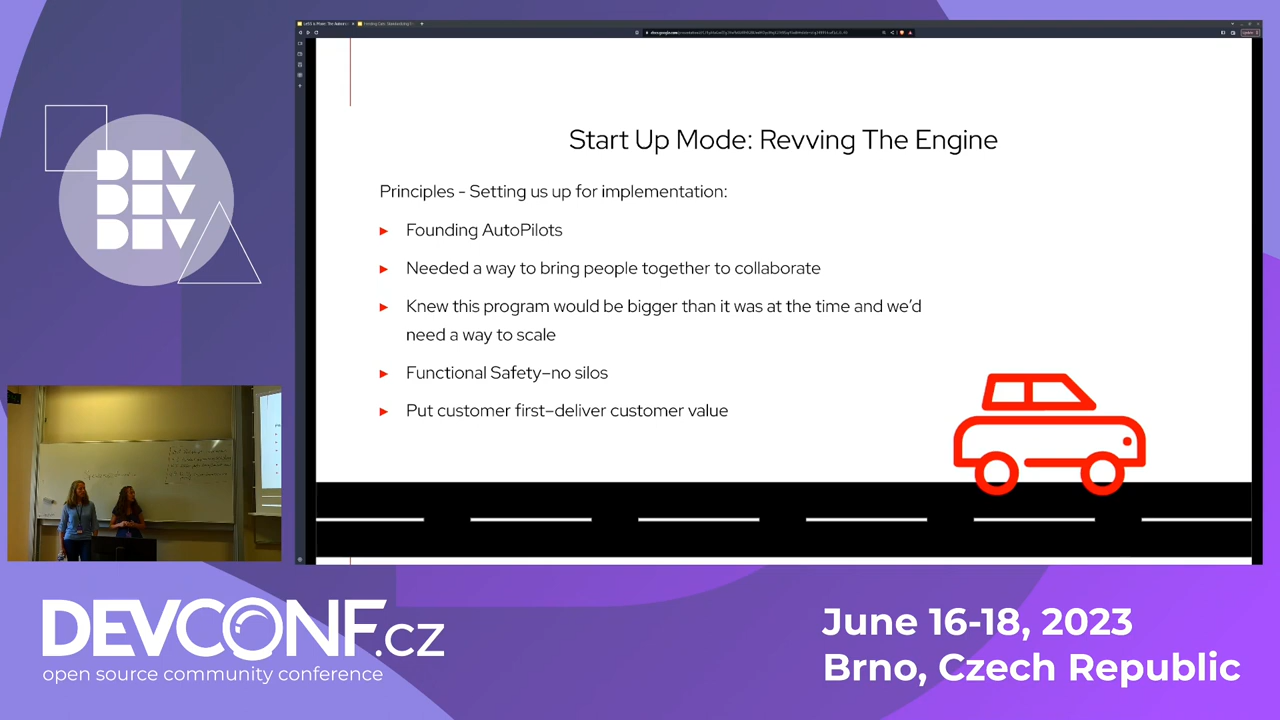 DEV
DEV
DEV
Start Up Mode: Revving The Engine
Principles - Setting us up for implementation:
Founding AutoPilots
Needed a way to bring people together to collaborate
Knew this program would be bigger than it was at the time and we'd
need a way to scale
Functional Safety–no silos
Put customer first–deliver customer value
DEVCONF.cz
open source community conference
June 16-18, 2023
Brno, Czech Republic